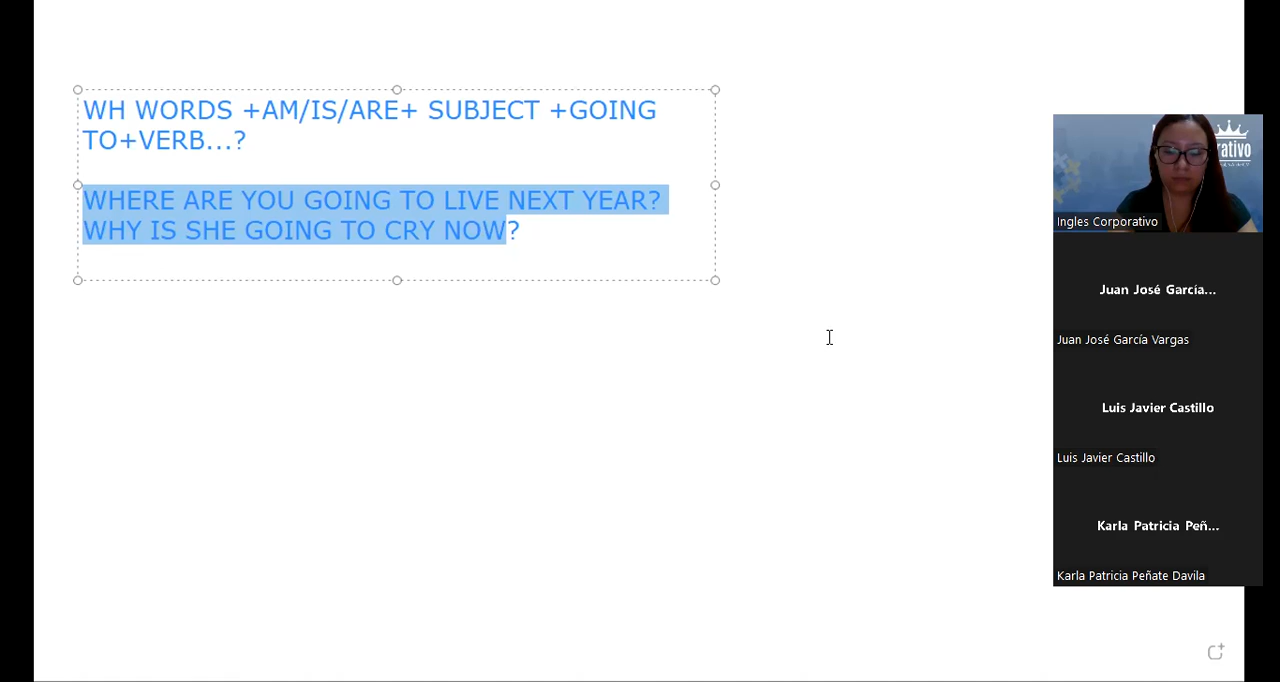 WH WORDS +AM/IS/ARE+ SUBJECT +GOING
TO+VERB...?
WHERE ARE YOU GOING TO LIVE NEXT YEAR?
WHY IS SHE GOING TO CRY NOW?
rativo
Ingles Corporativo
Juan José García...
Juan José García Vargas
Luis Javier Castillo
Luis Javier Castillo
Karla Patricia Peñ...
Karla Patricia Peñate Davila